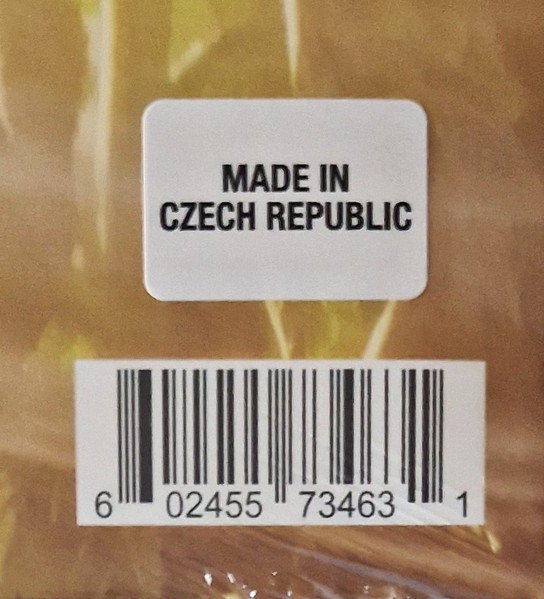 MADE IN
CZECH REPUBLIC
6 02455 73463 1